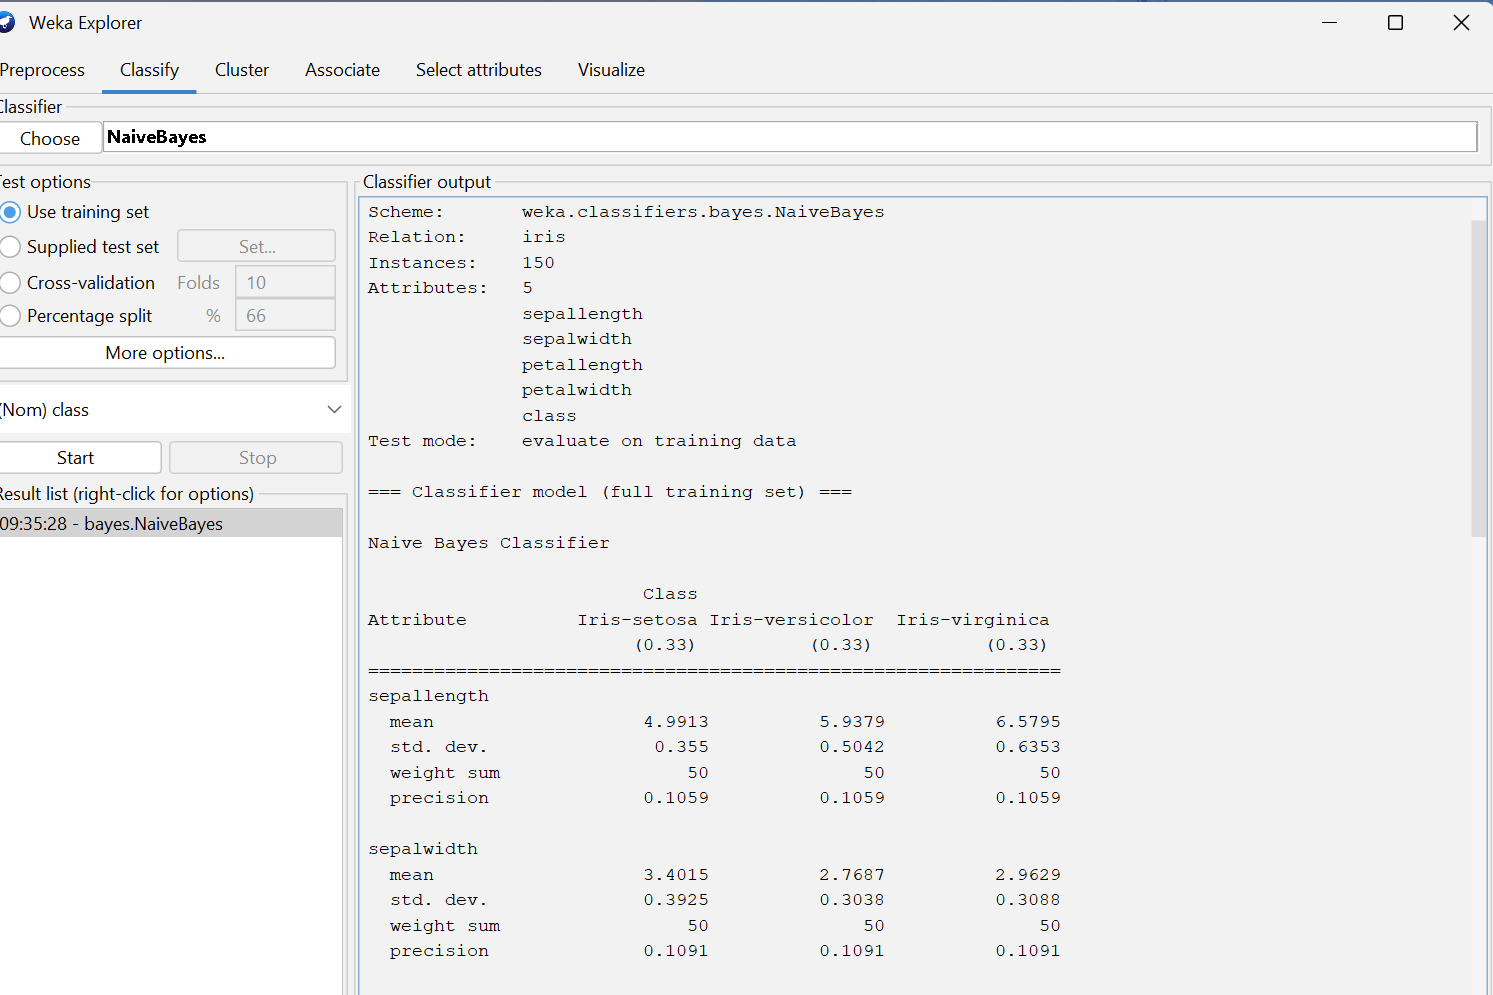 Weka Explorer
Preprocess Classify Cluster Associate Select attributes Visualize
Classifier
Choose NaiveBayes
Test options
Use training set
Supplied test set Set...
Cross-validation Folds 10
Percentage split % 66
More options...
(Nom) class
Start Stop
Result list (right-click for options)
09:35:28 - bayes.NaiveBayes
Classifier output
Scheme: weka.classifiers.bayes.NaiveBayes
Relation: iris
Instances: 150
Attributes: 5
sepallength
sepalwidth
petallength
petalwidth
class
Test mode: evaluate on training data
=== Classifier model (full training set) ===
Naive Bayes Classifier
Class
Attribute Iris-setosa Iris-versicolor Iris-virginica
(0.33) (0.33) (0.33)
===============================================================
sepallength
mean 4.9913 5.9379 6.5795
std. dev. 0.355 0.5042 0.6353
weight sum 50 50 50
precision 0.1059 0.1059 0.1059
sepalwidth
mean 3.4015 2.7687 2.9629
std. dev. 0.3925 0.3038 0.3088
weight sum 50 50 50
precision 0.1091 0.1091 0.1091